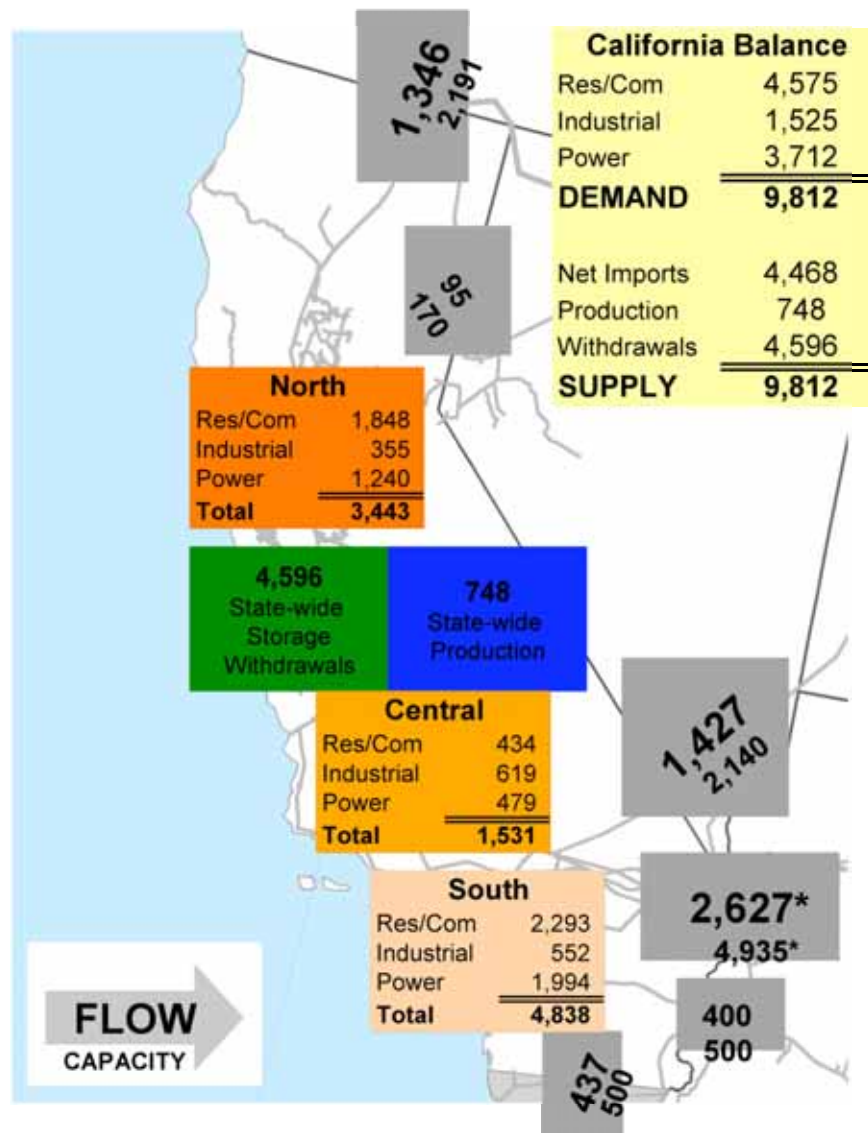 1,346
2,191
California Balance
Res/Com 4,575
Industrial 1,525
Power 3,712
DEMAND 9,812
Net Imports 4,468
Production 748
Withdrawals 4,596
SUPPLY 9,812
95
170
North
Res/Com 1,848
Industrial 355
Power 1,240
Total 3,443
4,596
State-wide
Storage
Withdrawals
748
State-wide
Production
Central
Res/Com 434
Industrial 619
Power 479
Total 1,531
1,427
2,140
South
Res/Com 2,293
Industrial 552
Power 1,994
Total 4,838
2,627*
4,935*
400
500
437
500
FLOW
CAPACITY